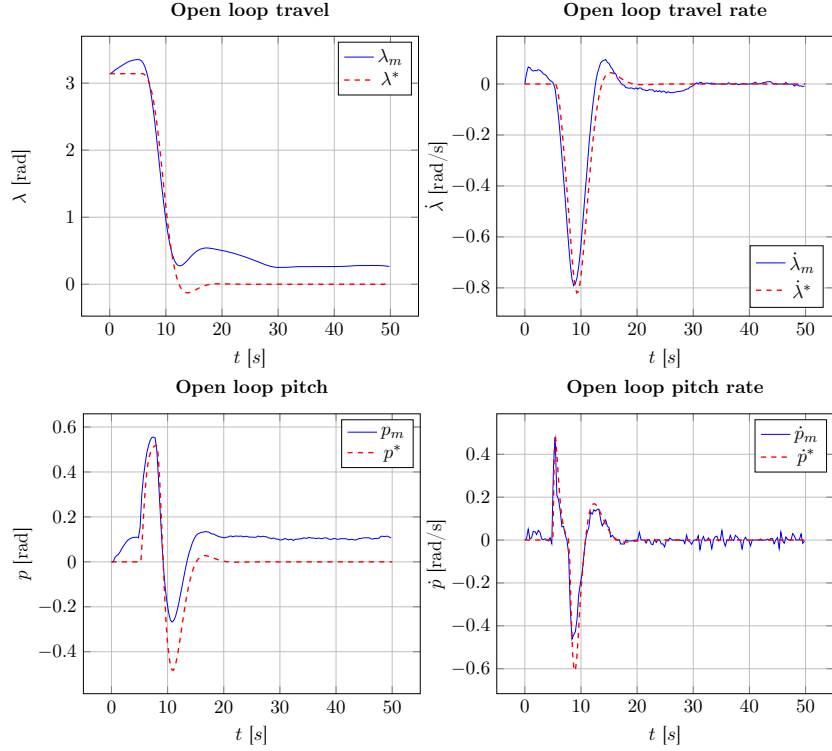 Open loop travel
3
2
1
0
λ [rad]
0 10 20 30 40 50
t [s]
λₘ
λ*
Open loop travel rate
0
−0.2
−0.4
−0.6
−0.8
λ̇ [rad/s]
0 10 20 30 40 50
t [s]
λ̇ₘ
λ̇*
Open loop pitch
0.6
0.4
0.2
0
−0.2
−0.4
p [rad]
0 10 20 30 40 50
t [s]
pₘ
p*
Open loop pitch rate
0.4
0.2
0
−0.2
−0.4
−0.6
ṗ [rad/s]
0 10 20 30 40 50
t [s]
ṗₘ
ṗ*